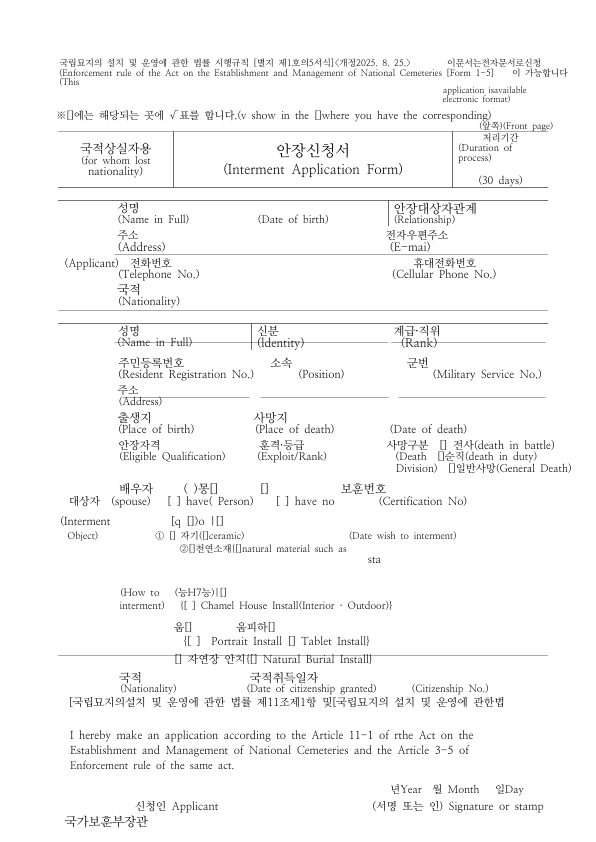 국립묘지의 설치 및 운영에 관한 법률 시행규칙 [별지 제1호의5서식]<개정2025. 8. 25.> 이문서는전자문서로신청
(Enforcement rule of the Act on the Establishment and Management of National Cemeteries [Form 1-5] 이 가능합니다
(This
application isavailable
electronic format)
※[]에는 해당되는 곳에 √표를 합니다.(v show in the []where you have the corresponding)
(앞쪽)(Front page)
국적상실자용
(for whom lost
nationality)
안장신청서
(Interment Application Form)
처리기간
(Duration of
process)
(30 days)
성명 안장대상자관계
(Name in Full) (Date of birth) (Relationship)
주소 전자우편주소
(Address) (E-mai)
(Applicant) 전화번호 휴대전화번호
(Telephone No.) (Cellular Phone No.)
국적
(Nationality)
성명 신분 계급·직위
(Name in Full) (Identity) (Rank)
주민등록번호 소속 군번
(Resident Registration No.) (Position) (Military Service No.)
주소
(Address)
출생지 사망지
(Place of birth) (Place of death) (Date of death)
안장자격 훈격·등급 사망구분 [] 전사(death in battle)
(Eligible Qualification) (Exploit/Rank) (Death []순직(death in duty)
Division) []일반사망(General Death)
배우자 ( )몽[] [] 보훈번호
대상자 (spouse) [ ] have( Person) [ ] have no (Certification No)
(Interment [q [])o |[]
Object) ① [] 자기([]ceramic) (Date wish to interment)
②[]천연소재([]natural material such as
sta
(How to (능H7능)|[]
interment) {[ ] Chamel House Install(Interior · Outdoor)}
움[] 움피하[]
{[ ] Portrait Install [] Tablet Install}
[] 자연장 안치{[] Natural Burial Install}
국적 국적취득일자
(Nationality) (Date of citizenship granted) (Citizenship No.)
[국립묘지의설치 및 운영에 관한 법률 제11조제1항 및[국립묘지의 설치 및 운영에 관한법
I hereby make an application according to the Article 11-1 of rthe Act on the
Establishment and Management of National Cemeteries and the Article 3-5 of
Enforcement rule of the same act.
년Year 월 Month 일Day
신청인 Applicant (서명 또는 인) Signature or stamp
국가보훈부장관